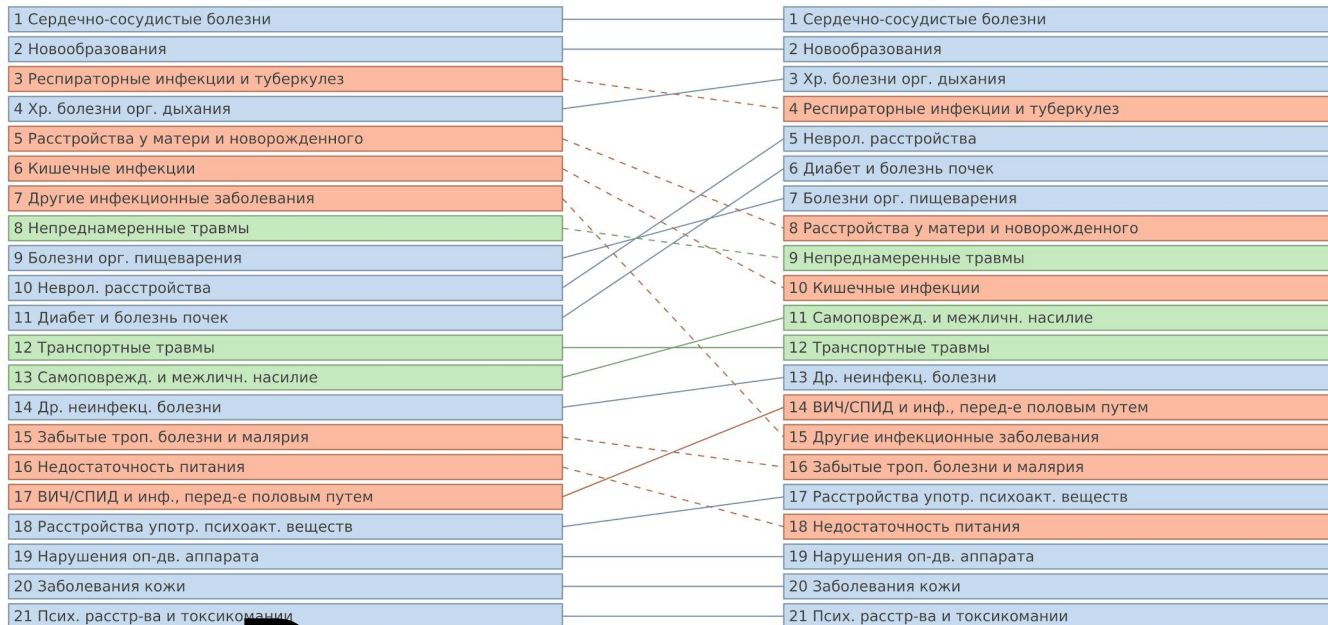 1 Сердечно-сосудистые болезни
2 Новообразования
3 Респираторные инфекции и туберкулез
4 Хр. болезни орг. дыхания
5 Расстройства у матери и новорожденного
6 Кишечные инфекции
7 Другие инфекционные заболевания
8 Непреднамеренные травмы
9 Болезни орг. пищеварения
10 Неврол. расстройства
11 Диабет и болезнь почек
12 Транспортные травмы
13 Самоповрежд. и межличн. насилие
14 Др. неинфекц. болезни
15 Забытые троп. болезни и малярия
16 Недостаточность питания
17 ВИЧ/СПИД и инф., перед-е половым путем
18 Расстройства употр. психоакт. веществ
19 Нарушения оп-дв. аппарата
20 Заболевания кожи
21 Псих. расстр-ва и токсикомании
1 Сердечно-сосудистые болезни
2 Новообразования
3 Хр. болезни орг. дыхания
4 Респираторные инфекции и туберкулез
5 Неврол. расстройства
6 Диабет и болезнь почек
7 Болезни орг. пищеварения
8 Расстройства у матери и новорожденного
9 Непреднамеренные травмы
10 Кишечные инфекции
11 Самоповрежд. и межличн. насилие
12 Транспортные травмы
13 Др. неинфекц. болезни
14 ВИЧ/СПИД и инф., перед-е половым путем
15 Другие инфекционные заболевания
16 Забытые троп. болезни и малярия
17 Расстройства употр. психоакт. веществ
18 Недостаточность питания
19 Нарушения оп-дв. аппарата
20 Заболевания кожи
21 Псих. расстр-ва и токсикомании